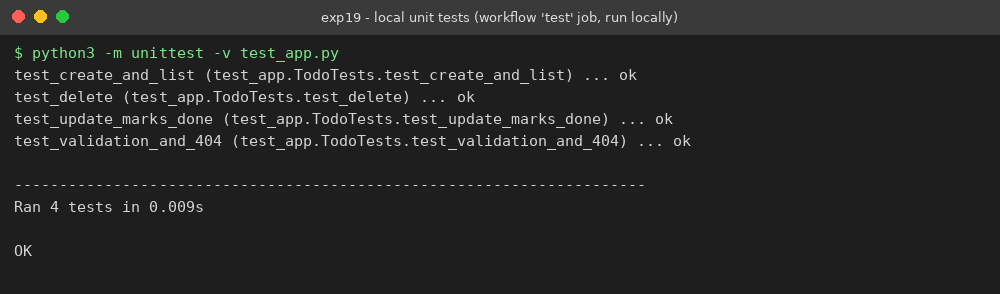 exp19 - local unit tests (workflow 'test' job, run locally)
$ python3 -m unittest -v test_app.py
test_create_and_list (test_app.TodoTests.test_create_and_list) ... ok
test_delete (test_app.TodoTests.test_delete) ... ok
test_update_marks_done (test_app.TodoTests.test_update_marks_done) ... ok
test_validation_and_404 (test_app.TodoTests.test_validation_and_404) ... ok
----------------------------------------------------------------------
Ran 4 tests in 0.009s
OK